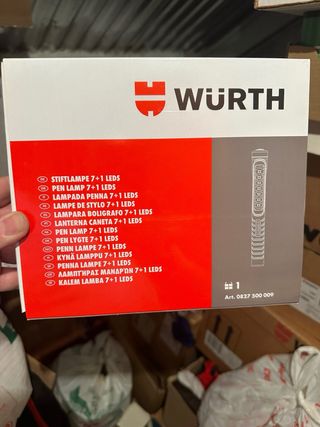 WÜRTH
STIFTLAMPE 7+1 LEDS
PEN LAMP 7+1 LEDS
LAMPADA PENNA 7+1 LEDS
LAMPE DE STYLO 7+1 LEDS
LAMPARA BOLIGRAFO 7+1 LEDS
LANTERNA CANETA 7+1 LEDS
PEN LAMP 7+1 LEDS
PEN LYGTE 7+1 LEDS
PENN LAMPE 7+1 LEDS
KYNÄ LAMPPU 7+1 LEDS
PENNA LAMPE 7+1 LEDS
ΛΑΜΠΤΗΡΑΣ ΜΑΝΔΡΩΝ 7+1 LEDS
KALEM LAMBA 7+1 LEDS
1
Art. 0827 500 009